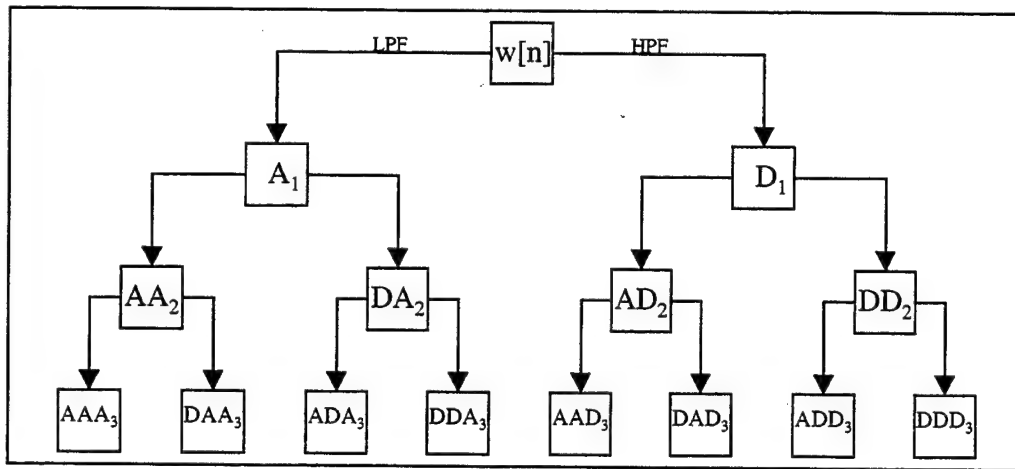 LPF w[n] HPF
A₁ D₁
AA₂ DA₂ AD₂ DD₂
AAA₃ DAA₃ ADA₃ DDA₃ AAD₃ DAD₃ ADD₃ DDD₃